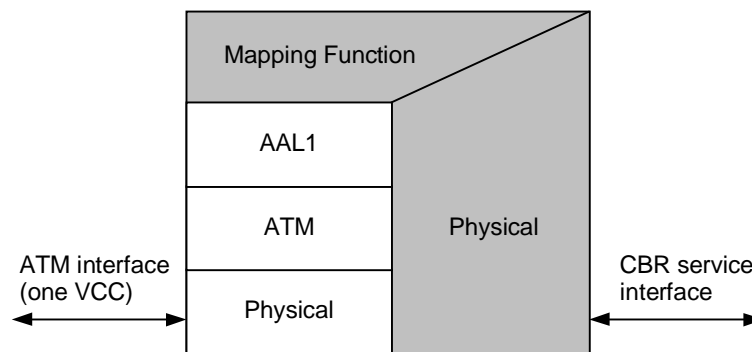 Mapping Function
AAL1
ATM
Physical
Physical
ATM interface
(one VCC)
CBR service
interface